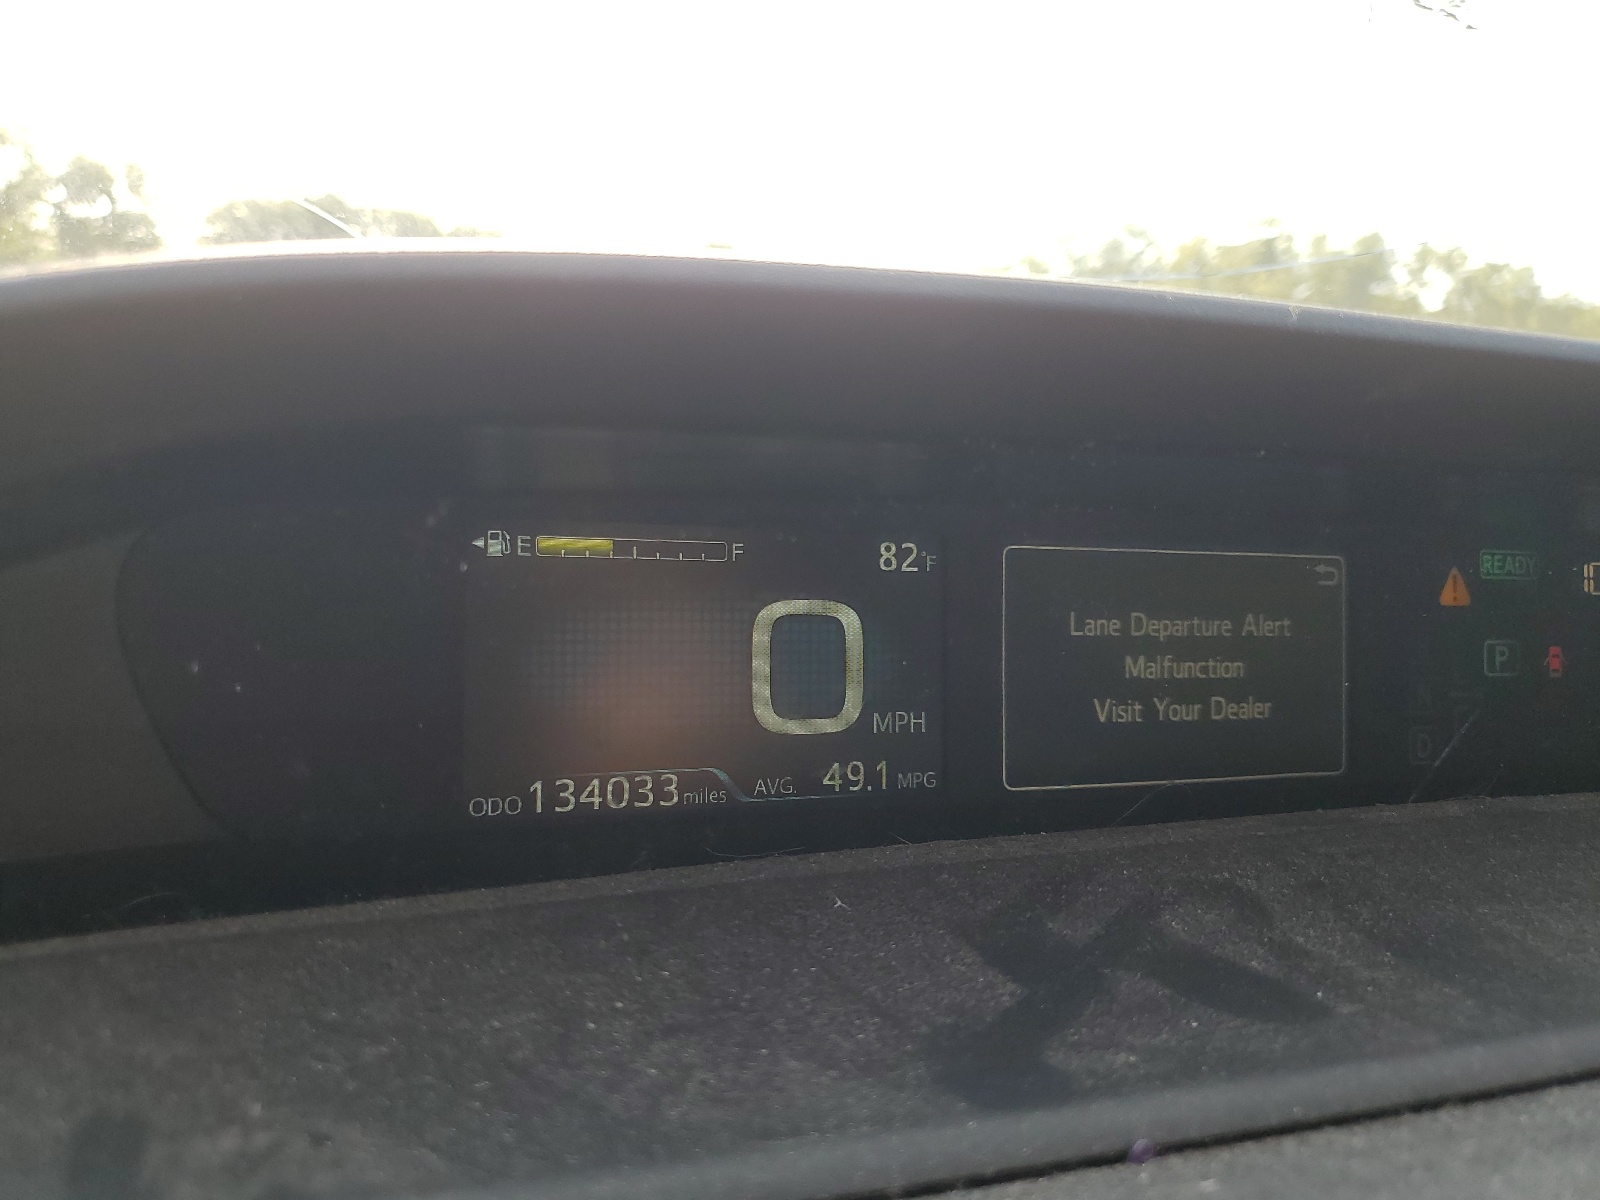 E F 82°F
0 MPH
ODO 134033 miles AVG. 49.1 MPG
Lane Departure Alert
Malfunction
Visit Your Dealer
READY
P
N
D